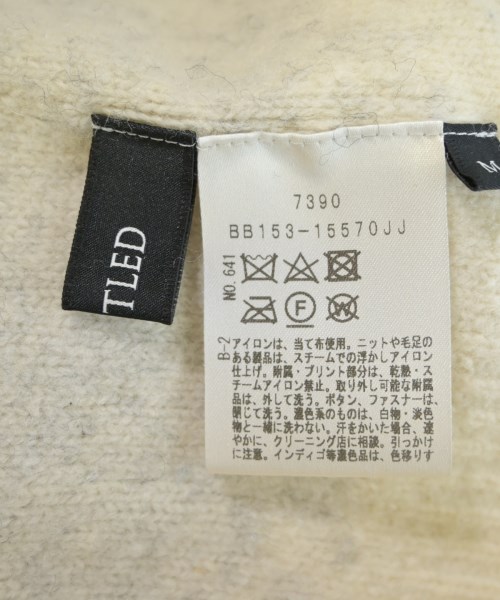 TLED
M
7390
BB153-15570JJ
NO.641
F
W
B-2
アイロンは、当て布使用。ニットや毛足の
ある製品は、スチームでの浮かしアイロン
仕上げ。附属・プリント部分は、乾熱・ス
チームアイロン禁止。取り外し可能な附属
品は、外して洗う。ボタン、ファスナーは、
閉じて洗う。濃色系のものは、白物・淡色
物と一緒に洗わない。汗をかいた場合、速
やかに、クリーニング店に相談。引っかけ
に注意。インディゴ等濃色品は、色移りす